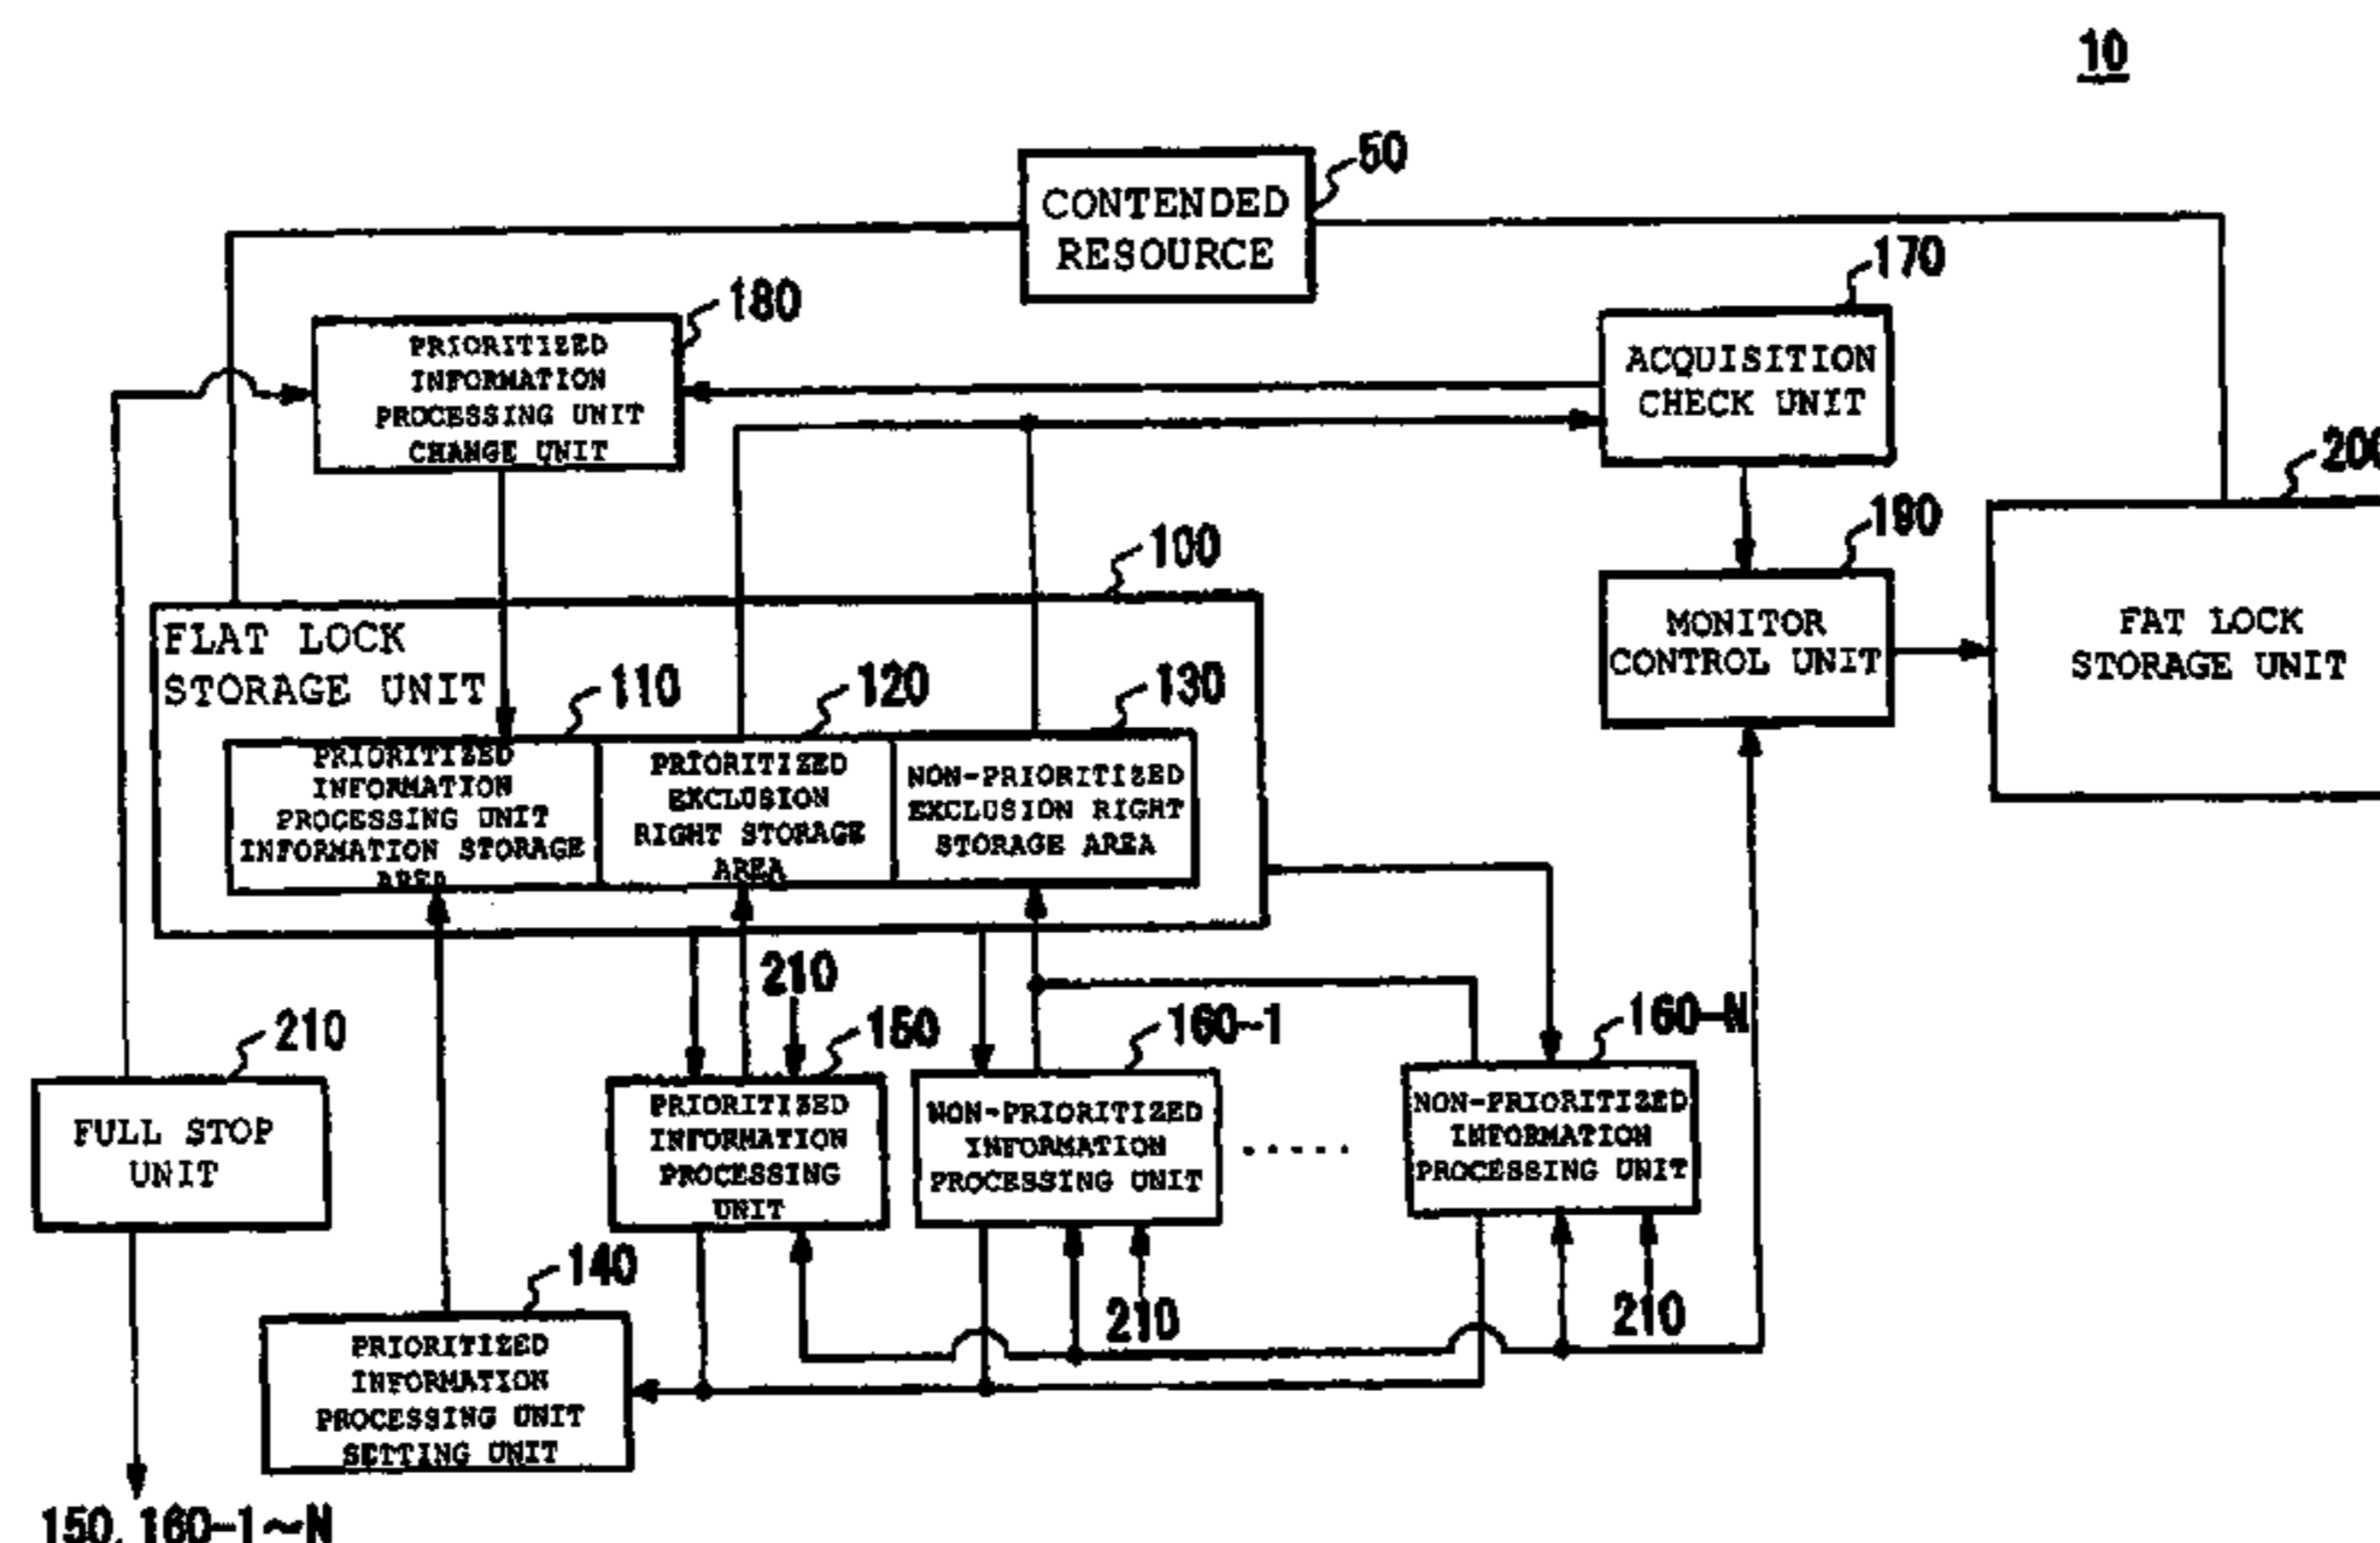 10
50
CONTENDED
RESOURCE
170
180
ACQUISITION
CHECK UNIT
PRIORITIZED
INFORMATION
PROCESSING UNIT
CHANGE UNIT
200
190
100
MONITOR
CONTROL UNIT
FAT LOCK
STORAGE UNIT
FLAT LOCK
STORAGE UNIT
110
120
130
PRIORITIZED
INFORMATION
PROCESSING UNIT
INFORMATION STORAGE
AREA
PRIORITIZED
EXCLUSION
RIGHT STORAGE
AREA
NON-PRIORITIZED
EXCLUSION RIGHT
STORAGE AREA
210
210
150
160-1
160-N
FULL STOP
UNIT
PRIORITIZED
INFORMATION
PROCESSING
UNIT
NON-PRIORITIZED
INFORMATION
PROCESSING UNIT
.....
NON-PRIORITIZED
INFORMATION
PROCESSING UNIT
140
210
210
PRIORITIZED
INFORMATION
PROCESSING UNIT
SETTING UNIT
150, 160-1~N